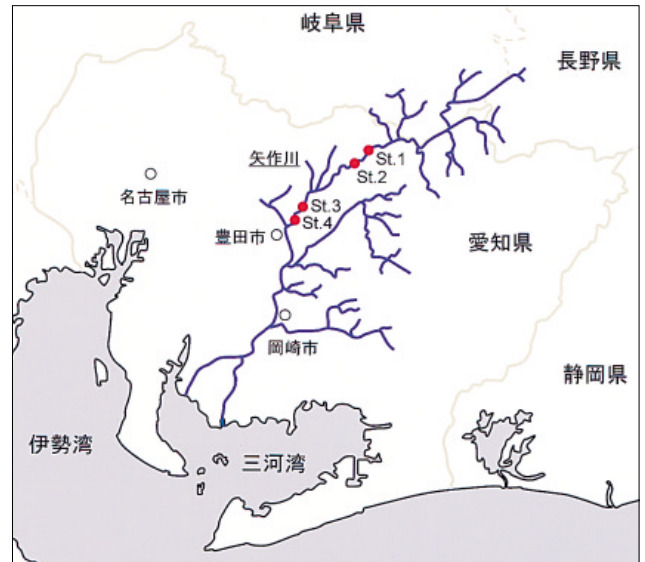 岐阜県
長野県
矢作川
St.1
St.2
名古屋市
St.3
St.4
豊田市
愛知県
岡崎市
静岡県
伊勢湾
三河湾